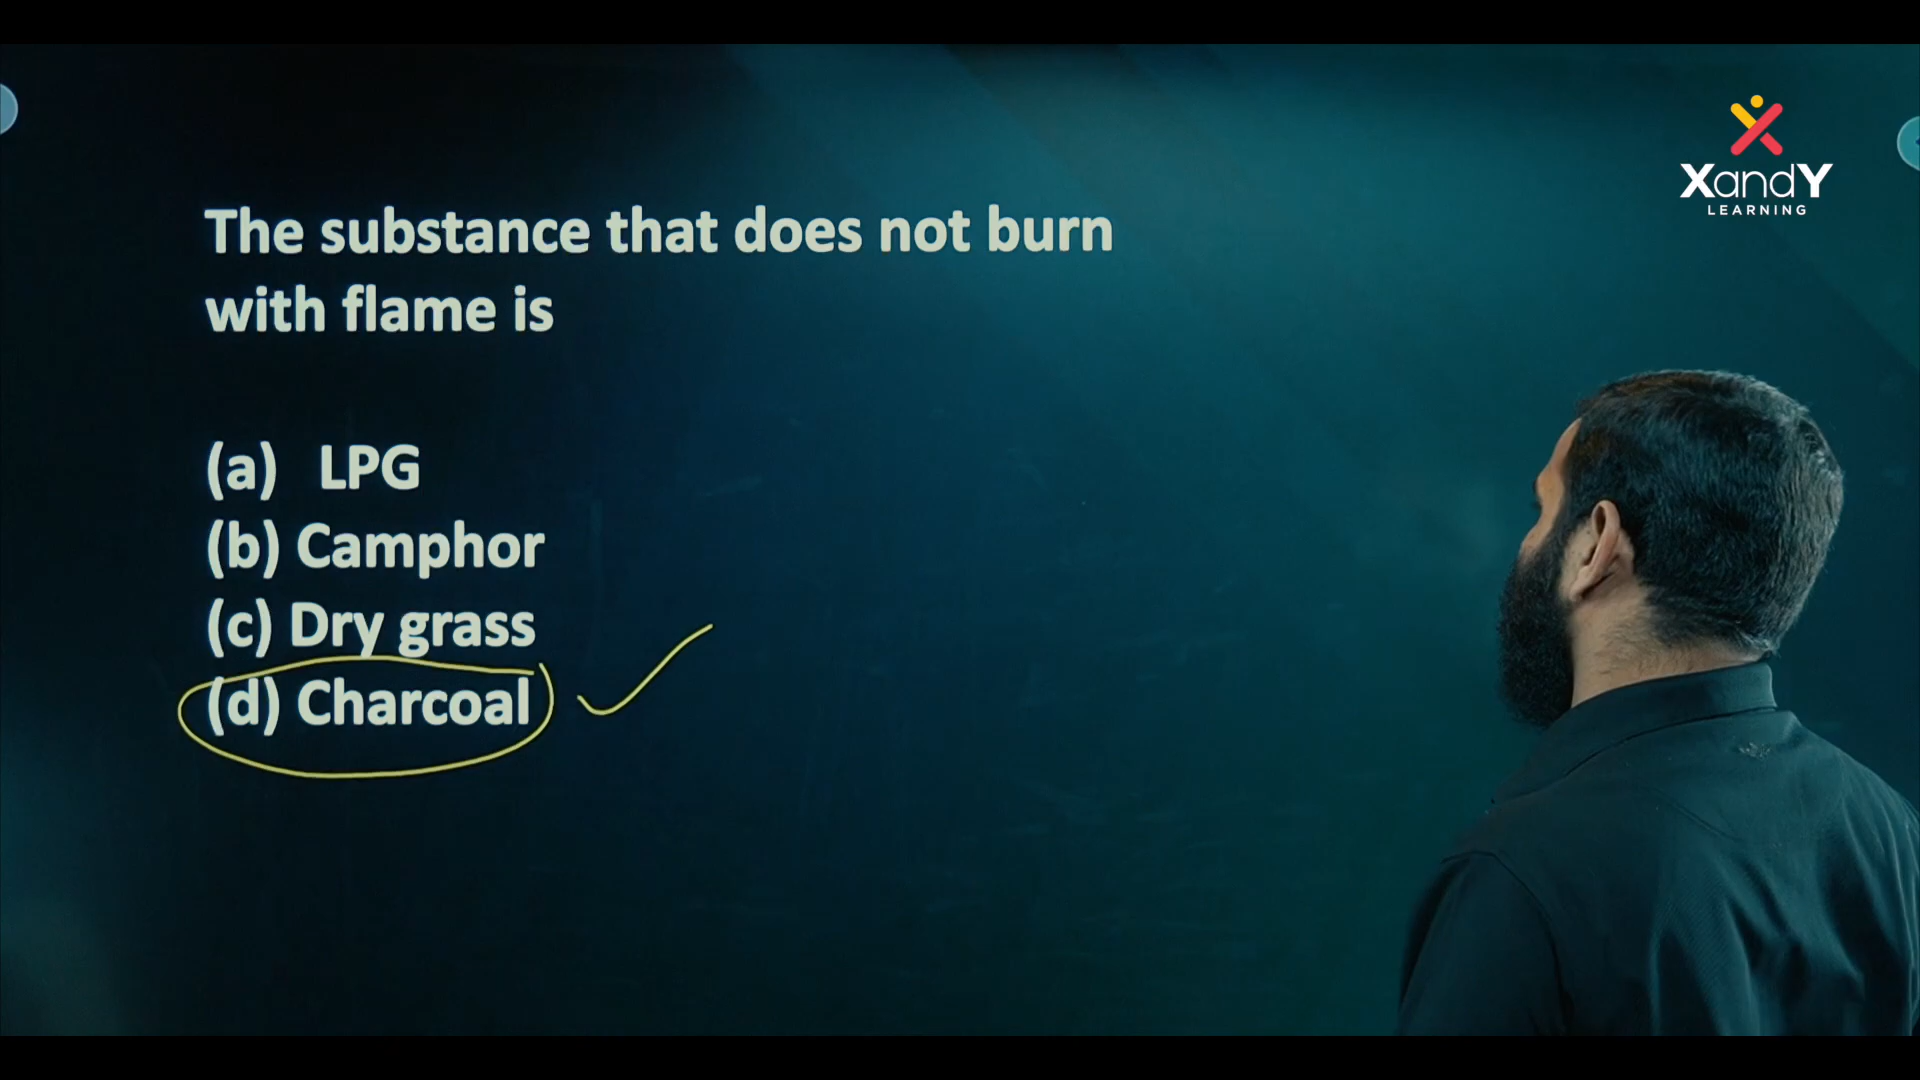 XandY
LEARNING
The substance that does not burn
with flame is
(a) LPG
(b) Camphor
(c) Dry grass
(d) Charcoal